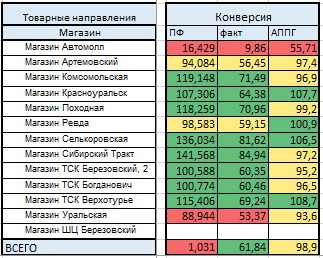 Товарные направления Конверсия
Магазин ПФ факт АППГ
Магазин Автомолл 16,429 9,86 55,71
Магазин Артемовский 94,084 56,45 97,4
Магазин Комсомольская 119,148 71,49 96,9
Магазин Красноуральск 107,306 64,38 107,7
Магазин Походная 118,259 70,96 99,2
Магазин Ревда 98,583 59,15 100,9
Магазин Селькоровская 136,034 81,62 106,5
Магазин Сибирский Тракт 141,568 84,94 97,2
Магазин ТСК Березовский, 2 100,588 60,35 95,2
Магазин ТСК Богданович 100,774 60,46 96,5
Магазин ТСК Верхотурье 115,406 69,24 108,7
Магазин Уральская 88,944 53,37 93,6
Магазин ШЦ Березовский
ВСЕГО 1,031 61,84 98,9